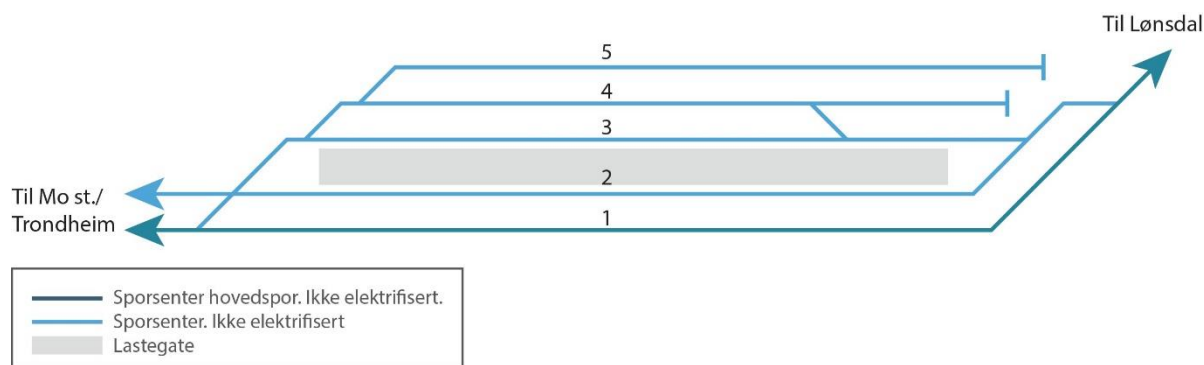 Til Lønsdal
5
4
3
2
Til Mo st./
Trondheim
1
Sporsenter hovedspor. Ikke elektrifisert.
Sporsenter. Ikke elektrifisert
Lastegate